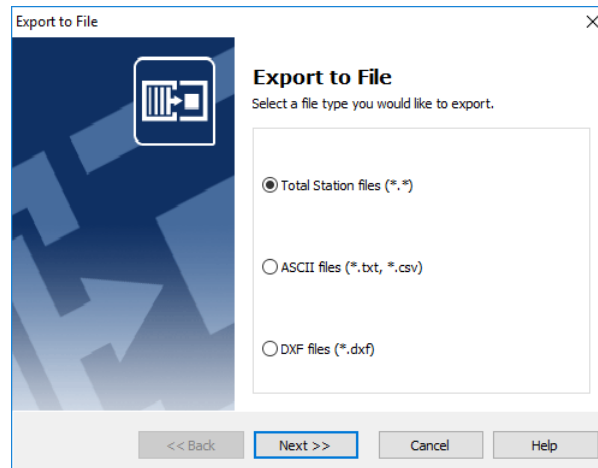 Export to File
Export to File
Select a file type you would like to export.
Total Station files (*.*)
ASCII files (*.txt, *.csv)
DXF files (*.dxf)
<< Back Next >> Cancel Help